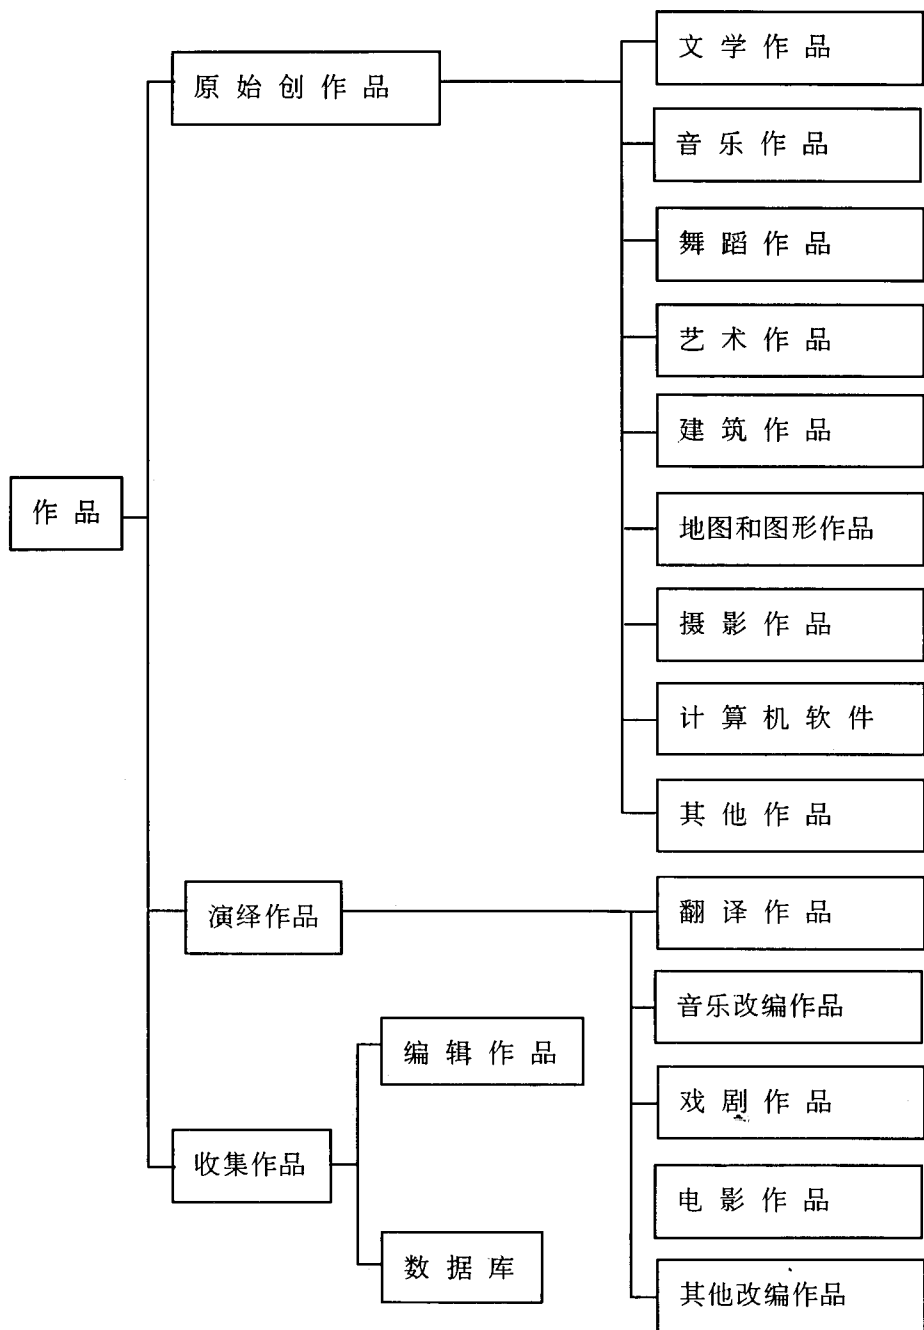 作品
原始创作品
文学作品
音乐作品
舞蹈作品
艺术作品
建筑作品
地图和图形作品
摄影作品
计算机软件
其他作品
演绎作品
翻译作品
音乐改编作品
戏剧作品
电影作品
其他改编作品
收集作品
编辑作品
数据库